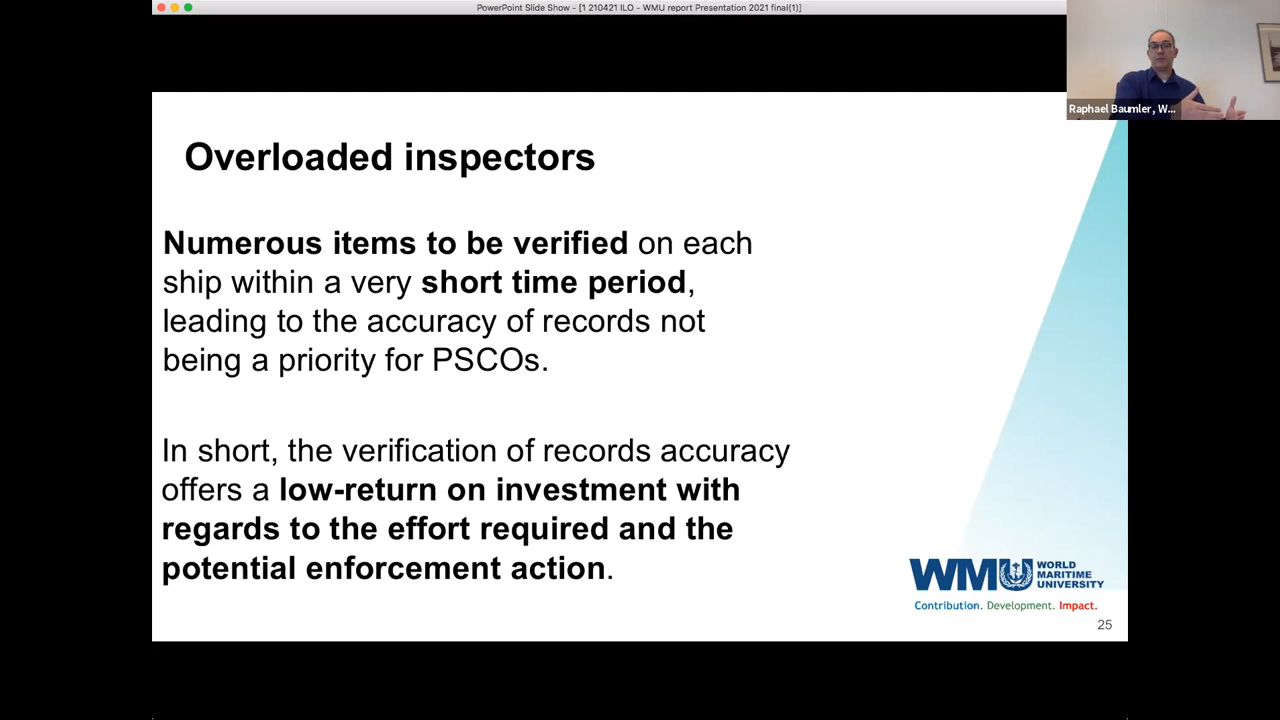 PowerPoint Slide Show - [1 210421 ILO - WMU report Presentation 2021 final(1)]
Raphael Baumler, W...
Overloaded inspectors
Numerous items to be verified on each
ship within a very short time period,
leading to the accuracy of records not
being a priority for PSCOs.
In short, the verification of records accuracy
offers a low-return on investment with
regards to the effort required and the
potential enforcement action.
WMU WORLD
MARITIME
UNIVERSITY
Contribution. Development. Impact.
25